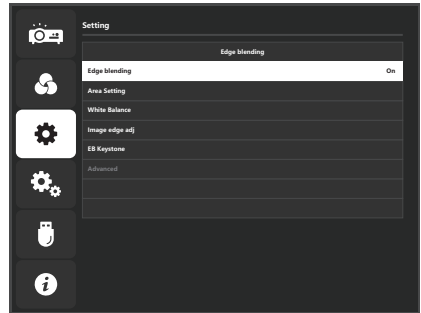 Setting
Edge blending
Edge blending On
Area Setting
White Balance
Image edge adj
EB Keystone
Advanced
i